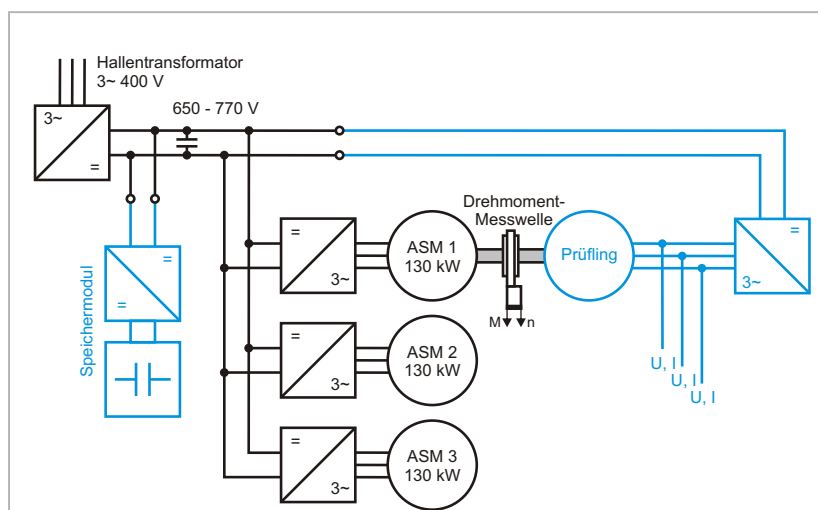 Hallentransformator
3~ 400 V
650 - 770 V
3~
=
Drehmoment-
Messwelle
=
3~
ASM 1
130 kW
Prüfling
=
3~
=
=
M
n
Speichermodul
=
3~
ASM 2
130 kW
U, I
U, I
U, I
=
3~
ASM 3
130 kW